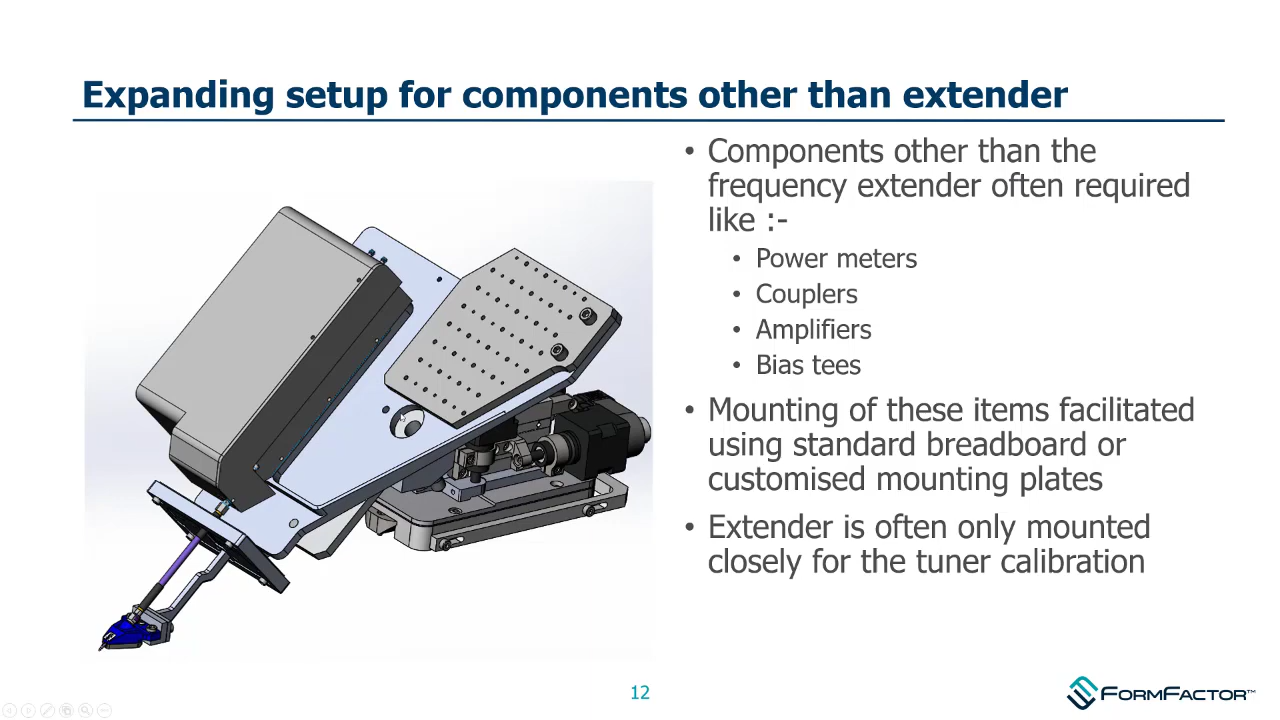 Expanding setup for components other than extender
• Components other than the
frequency extender often required
like :-
• Power meters
• Couplers
• Amplifiers
• Bias tees
• Mounting of these items facilitated
using standard breadboard or
customised mounting plates
• Extender is often only mounted
closely for the tuner calibration
12
FORMFACTOR™